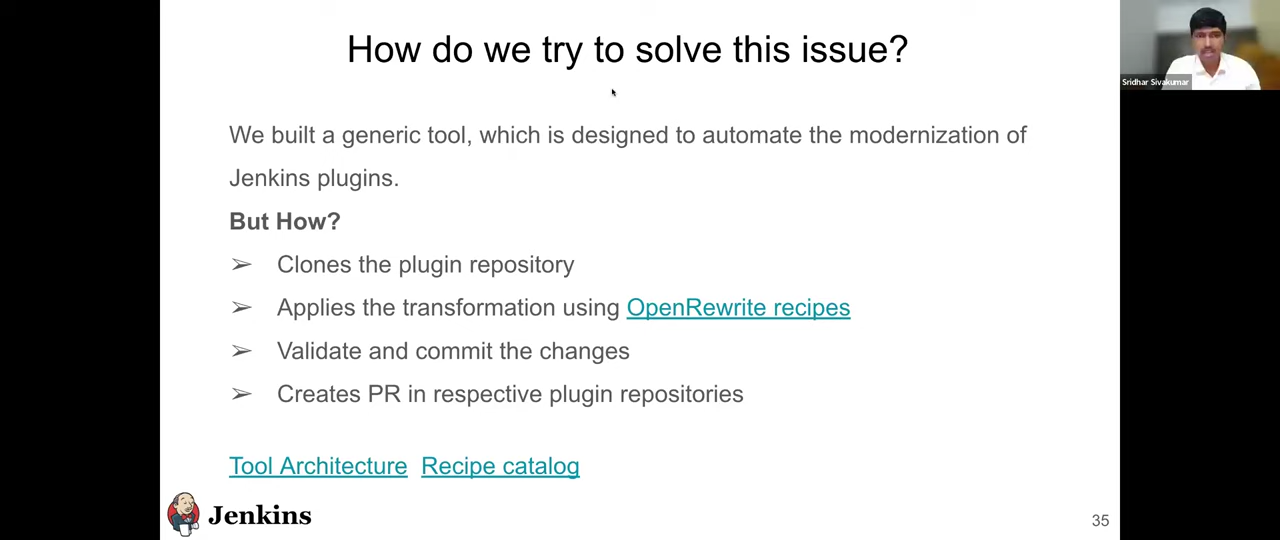 How do we try to solve this issue?
Sridhar Sivakumar
We built a generic tool, which is designed to automate the modernization of
Jenkins plugins.
But How?
➢ Clones the plugin repository
➢ Applies the transformation using OpenRewrite recipes
➢ Validate and commit the changes
➢ Creates PR in respective plugin repositories
Tool Architecture Recipe catalog
Jenkins
35